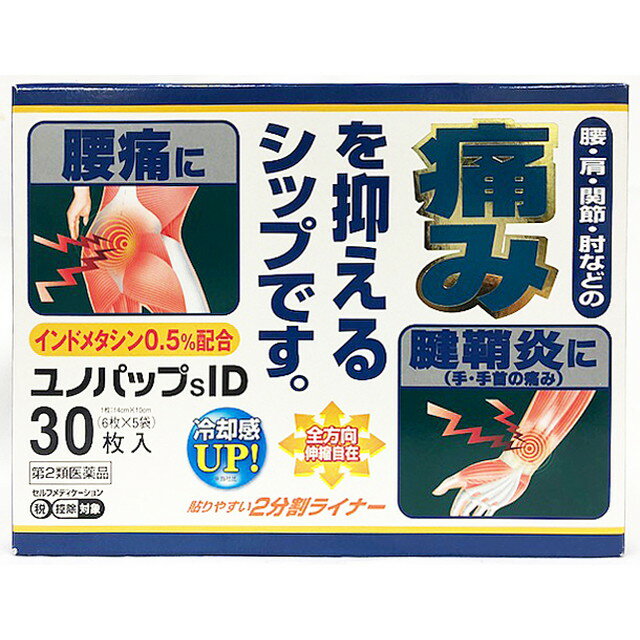 腰・肩・関節・肘などの
痛み
を抑える
シップです。
腰痛に
インドメタシン0.5%配合
ユノパップsID
1枚:14cm×10cm
(6枚×5袋)
30枚入
第2類医薬品
セルフメディケーション
税 控除 対象
冷却感
UP!
※当社比
全方向
伸縮自在
貼りやすい2分割ライナー
腱鞘炎に
(手・手首の痛み)